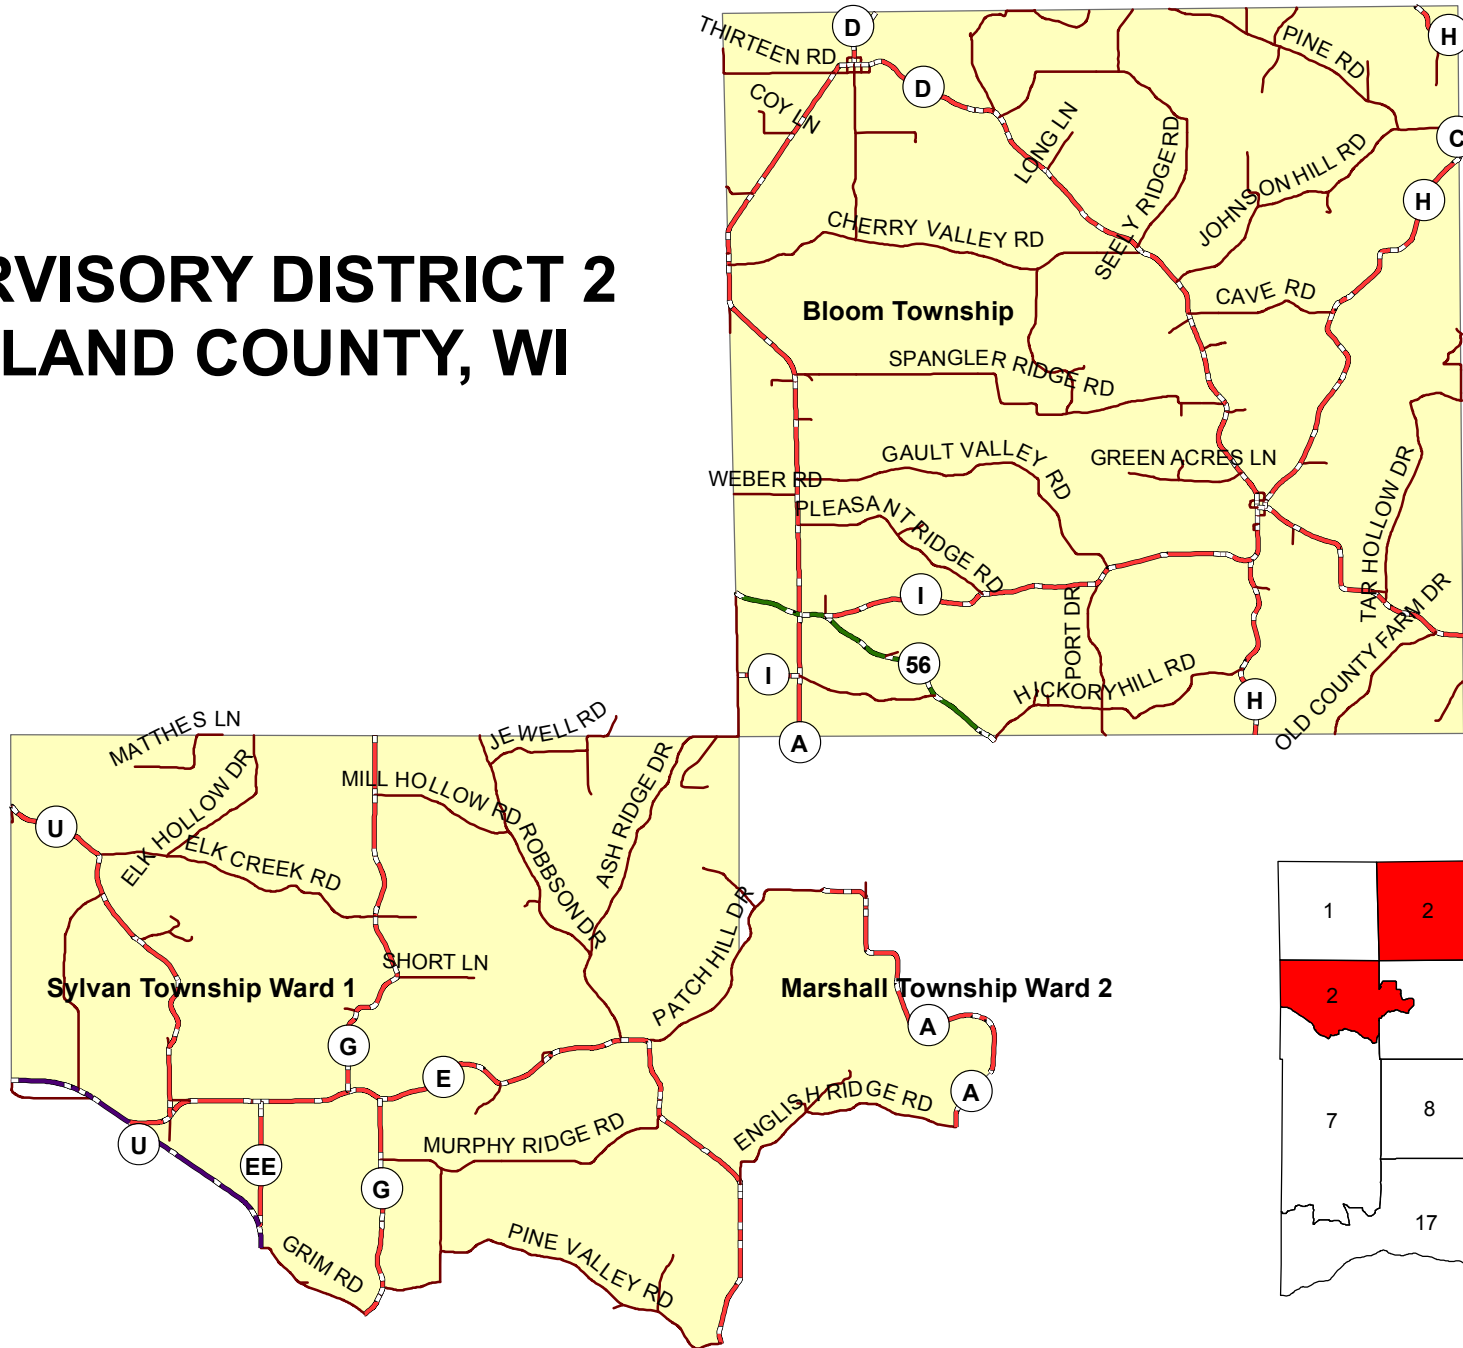 RVISORY DISTRICT 2
LAND COUNTY, WI
D
H
THIRTEEN RD
PINE RD
D
COY LN
LONG LN
C
SEELY RIDGE RD
JOHNSON HILL RD
H
CHERRY VALLEY RD
CAVE RD
Bloom Township
SPANGLER RIDGE RD
GAULT VALLEY RD
GREEN ACRES LN
WEBER RD
PLEASANT RIDGE RD
TAR HOLLOW DR
I
PORT DR
OLD COUNTY FARM DR
56
I
HICKORY HILL RD
H
A
MATTHES LN
JEWELL RD
ELK HOLLOW DR
MILL HOLLOW RD
ASH RIDGE DR
U
ROBBSON DR
ELK CREEK RD
PATCH HILL DR
1
2
SHORT LN
Sylvan Township Ward 1
Marshall Township Ward 2
2
A
G
E
A
ENGLISH RIDGE RD
7
8
U
MURPHY RIDGE RD
EE
G
GRIM RD
PINE VALLEY RD
17